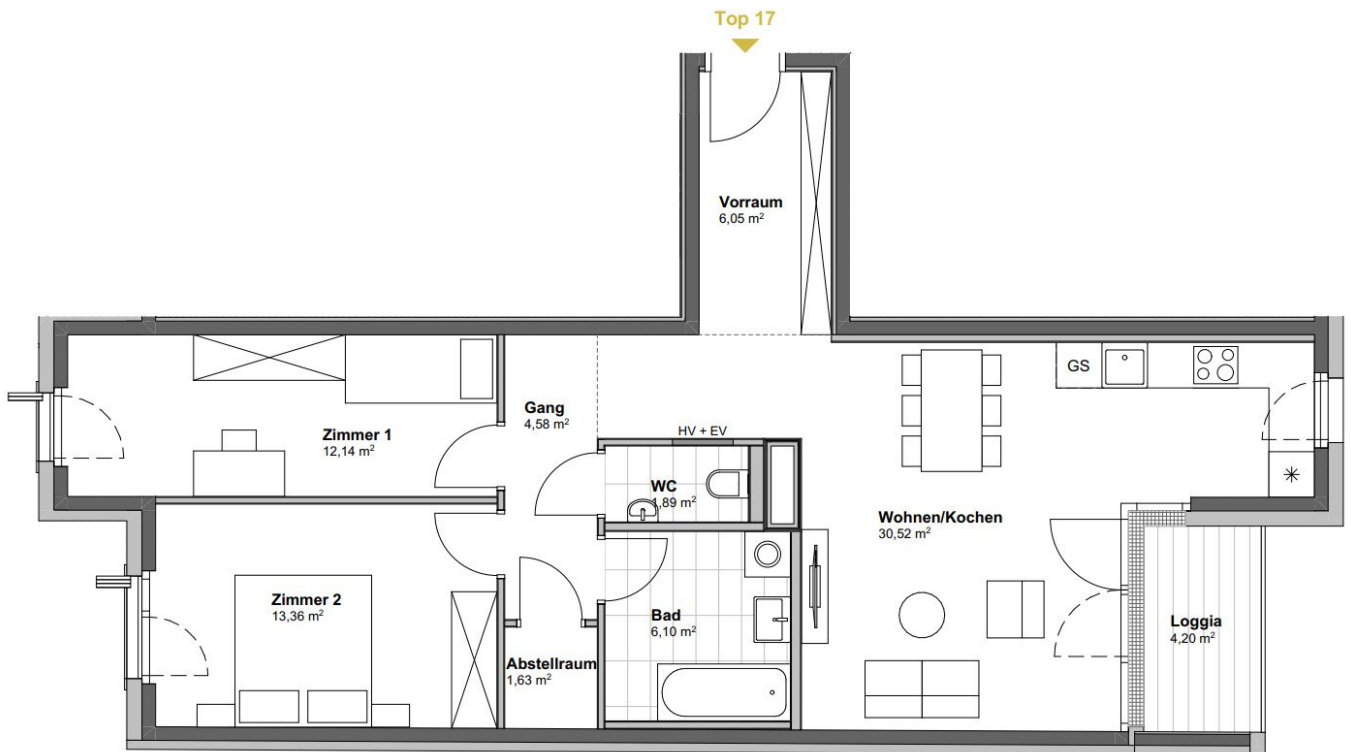 Top 17
Vorraum
6,05 m²
GS
Gang
4,58 m²
Zimmer 1
12,14 m²
HV + EV
WC
1,89 m²
Wohnen/Kochen
30,52 m²
Zimmer 2
13,36 m²
Bad
6,10 m²
Loggia
4,20 m²
Abstellraum
1,63 m²